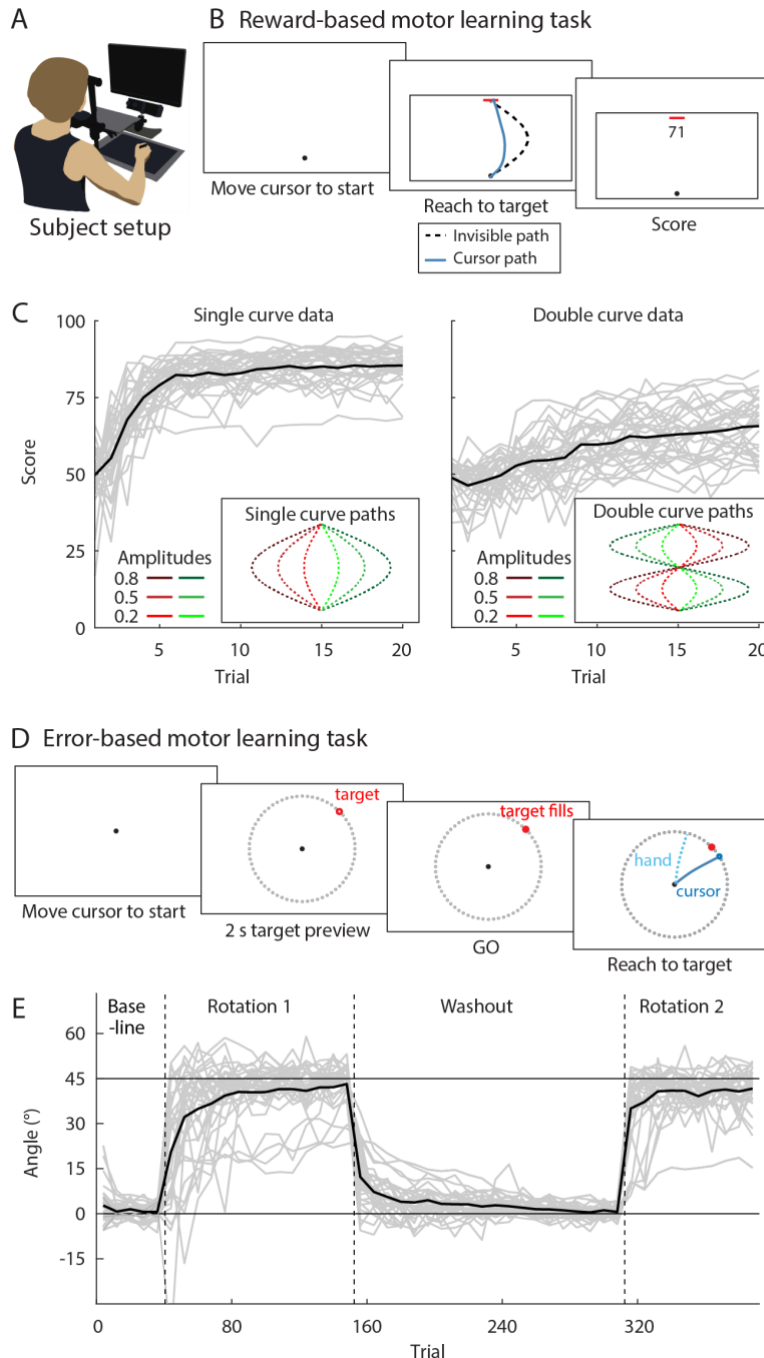 A
Subject setup
B Reward-based motor learning task
Move cursor to start
Reach to target
Invisible path
Cursor path
71
Score
C
Single curve data
Double curve data
Score
100
75
50
25
0
Single curve paths
Amplitudes
0.8
0.5
0.2
5
10
15
20
Trial
Double curve paths
Amplitudes
0.8
0.5
0.2
5
10
15
20
Trial
D Error-based motor learning task
Move cursor to start
target
2 s target preview
target fills
GO
hand
cursor
Reach to target
E
Base
-line
Rotation 1
Washout
Rotation 2
Angle (°)
60
45
30
15
0
-15
0
80
160
240
320
Trial